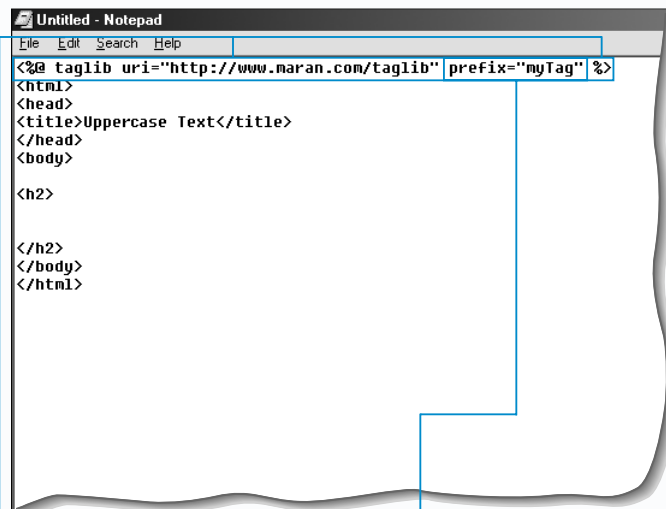 Untitled - Notepad
File Edit Search Help
<%@ taglib uri="http://www.maran.com/taglib" prefix="myTag" %>
<html>
<head>
<title>Uppercase Text</title>
</head>
<body>
<h2>
</h2>
</body>
</html>